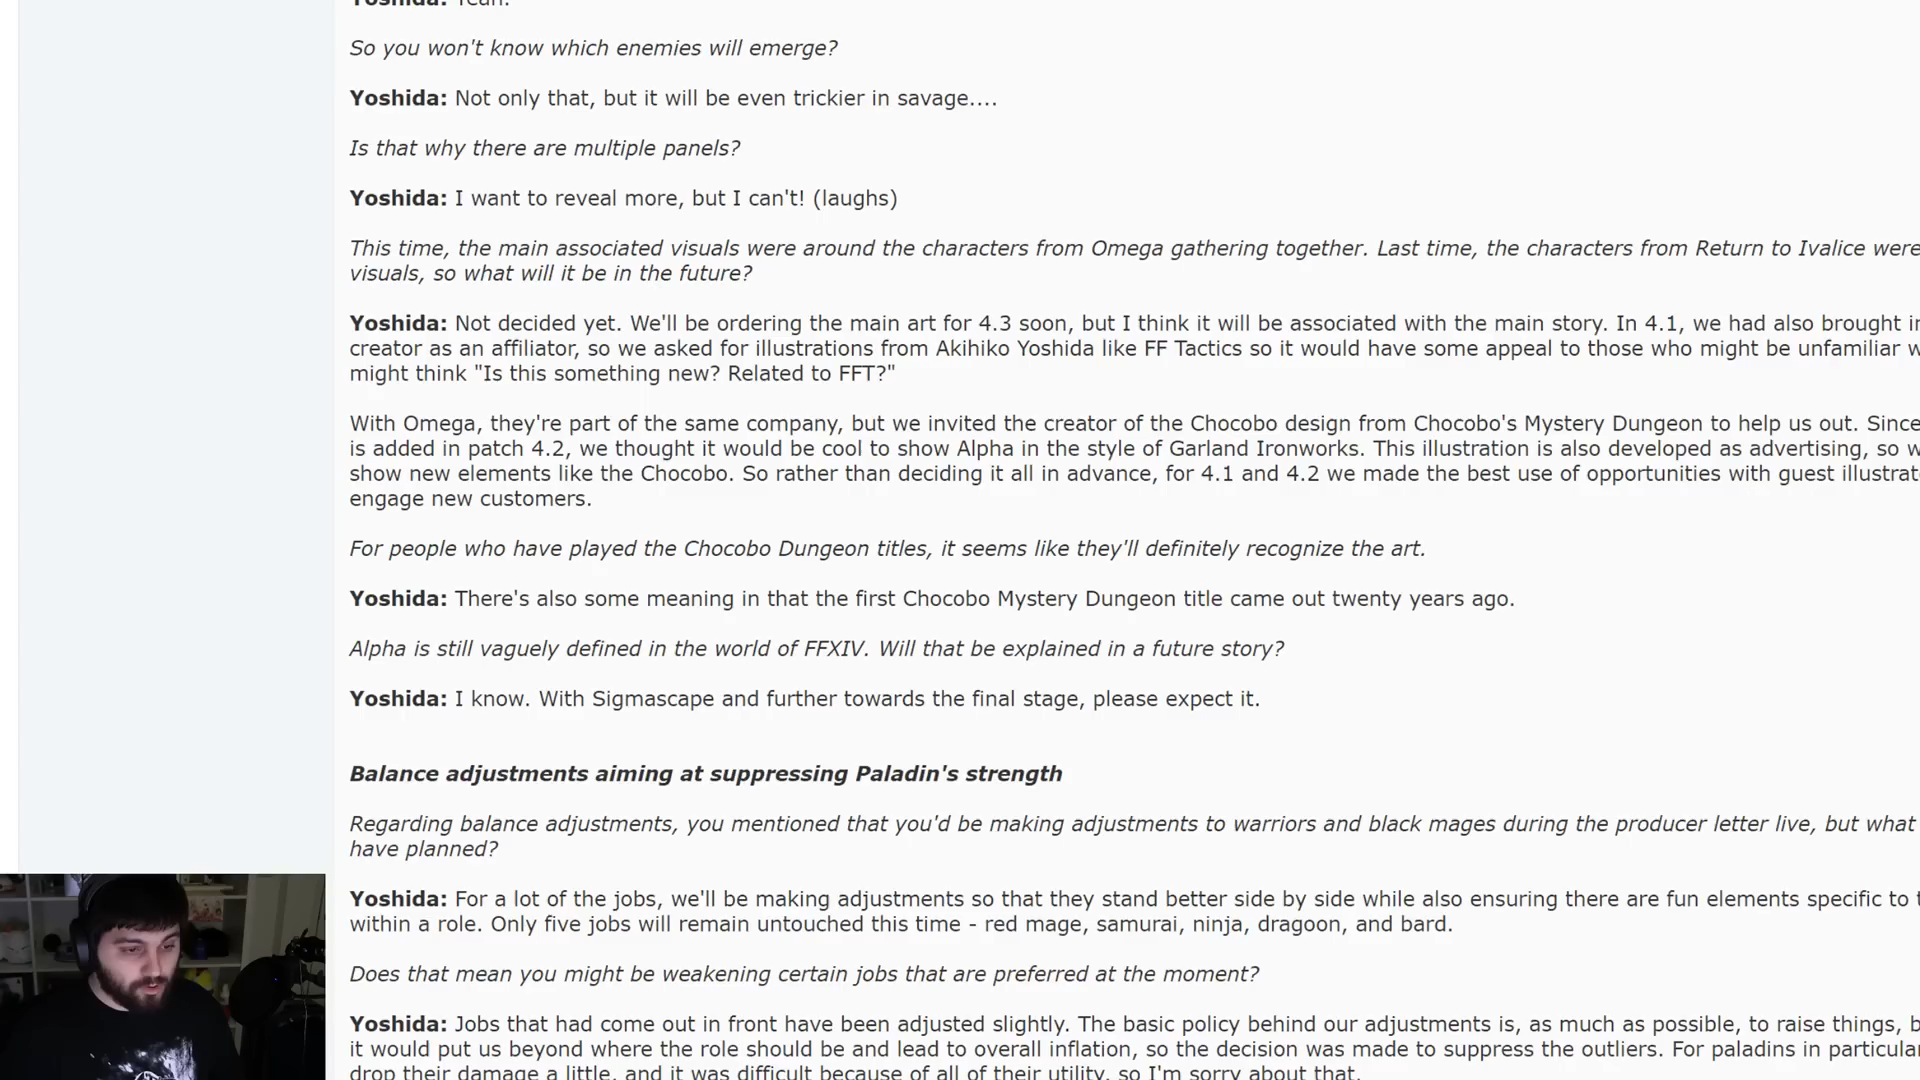 Yoshida: Yeah.
So you won't know which enemies will emerge?
Yoshida: Not only that, but it will be even trickier in savage....
Is that why there are multiple panels?
Yoshida: I want to reveal more, but I can't! (laughs)
This time, the main associated visuals were around the characters from Omega gathering together. Last time, the characters from Return to Ivalice were
visuals, so what will it be in the future?
Yoshida: Not decided yet. We'll be ordering the main art for 4.3 soon, but I think it will be associated with the main story. In 4.1, we had also brought
creator as an affiliator, so we asked for illustrations from Akihiko Yoshida like FF Tactics so it would have some appeal to those who might be unfamiliar
might think "Is this something new? Related to FFT?"
With Omega, they're part of the same company, but we invited the creator of the Chocobo design from Chocobo's Mystery Dungeon to help us out. Since
is added in patch 4.2, we thought it would be cool to show Alpha in the style of Garland Ironworks. This illustration is also developed as advertising, so
show new elements like the Chocobo. So rather than deciding it all in advance, for 4.1 and 4.2 we made the best use of opportunities with guest
engage new customers.
For people who have played the Chocobo Dungeon titles, it seems like they'll definitely recognize the art.
Yoshida: There's also some meaning in that the first Chocobo Mystery Dungeon title came out twenty years ago.
Alpha is still vaguely defined in the world of FFXIV. Will that be explained in a future story?
Yoshida: I know. With Sigmascape and further towards the final stage, please expect it.
Balance adjustments aiming at suppressing Paladin's strength
Regarding balance adjustments, you mentioned that you'd be making adjustments to warriors and black mages during the producer letter live, but what
have planned?
Yoshida: For a lot of the jobs, we'll be making adjustments so that they stand better side by side while also ensuring there are fun elements specific to
within a role. Only five jobs will remain untouched this time - red mage, samurai, ninja, dragoon, and bard.
Does that mean you might be weakening certain jobs that are preferred at the moment?
Yoshida: Jobs that had come out in front have been adjusted slightly. The basic policy behind our adjustments is, as much as possible, to raise things,
it would put us beyond where the role should be and lead to overall inflation, so the decision was made to suppress the outliers. For paladins in particular
drop their damage a little, and it was difficult because of all of their utility, so I'm sorry about that.